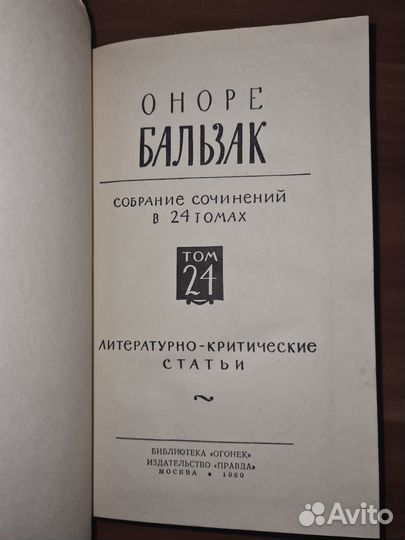 ОНОРЕ
БАЛЬЗАК
СОБРАНИЕ СОЧИНЕНИЙ
В 24 ТОМАХ
ТОМ
24
ЛИТЕРАТУРНО-КРИТИЧЕСКИЕ
СТАТЬИ
~
БИБЛИОТЕКА «ОГОНЕК»
ИЗДАТЕЛЬСТВО «ПРАВДА»
МОСКВА • 1960
Avito